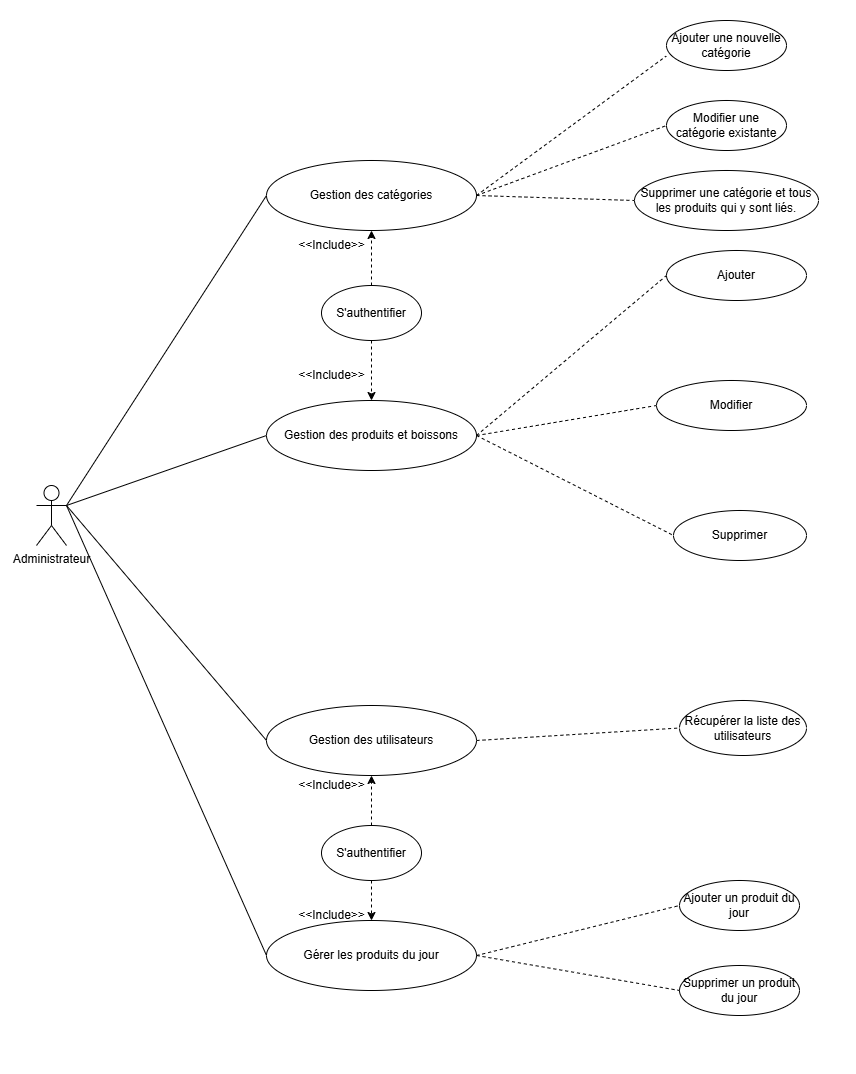 Ajouter une nouvelle
catégorie
Modifier une
catégorie existante
Gestion des catégories
Supprimer une catégorie et tous
les produits qui y sont liés.
<<Include>>
Ajouter
S'authentifier
<<Include>>
Modifier
Gestion des produits et boissons
Supprimer
Administrateur
Récupérer la liste des
utilisateurs
Gestion des utilisateurs
<<Include>>
S'authentifier
Ajouter un produit du
jour
<<Include>>
Gérer les produits du jour
Supprimer un produit
du jour